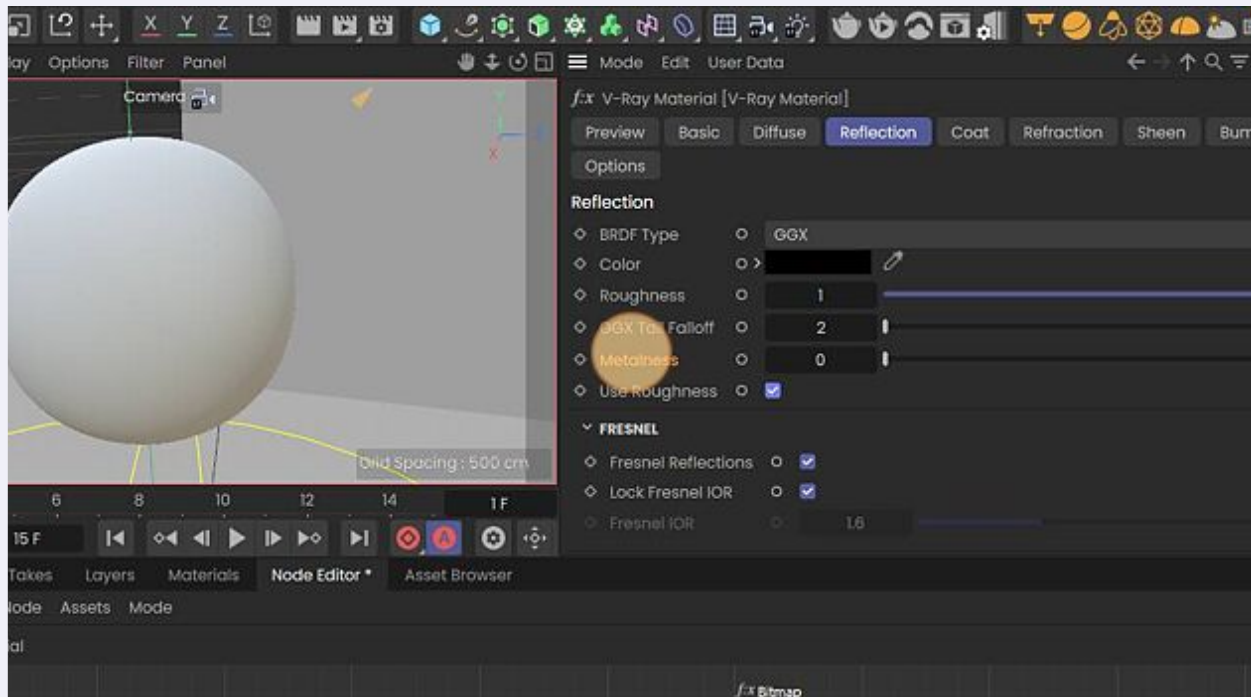 X Y Z
lay Options Filter Panel
Mode Edit User Data
Camera
Y
X
f:x V-Ray Material [V-Ray Material]
Preview Basic Diffuse Reflection Coat Refraction Sheen Bum
Options
Reflection
BRDF Type GGX
Color
Roughness 1
GGX Tail Falloff 2
Metalness 0
Use Roughness
FRESNEL
Fresnel Reflections
Lock Fresnel IOR
Fresnel IOR 1.6
Grid Spacing : 500 cm
6 8 10 12 14 1 F
15 F
Takes Layers Materials Node Editor * Asset Browser
Node Assets Mode
ial
f:x Bitmap